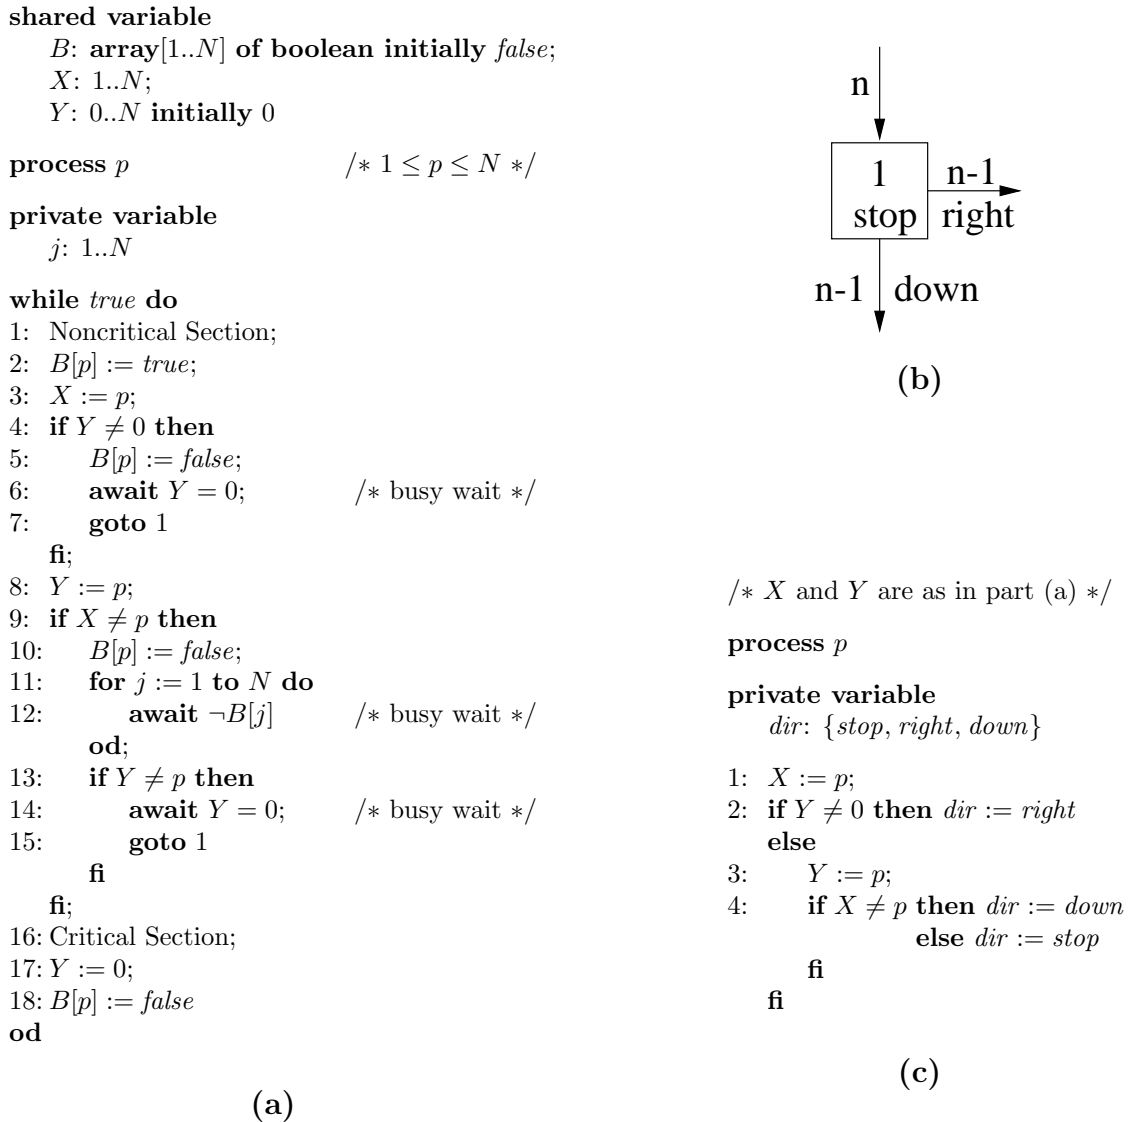 shared variable
B: array[1..N] of boolean initially false;
X: 1..N;
Y: 0..N initially 0
process p /∗ 1 ≤ p ≤ N ∗/
private variable
j: 1..N
while true do
1: Noncritical Section;
2: B[p] := true;
3: X := p;
4: if Y ≠ 0 then
5: B[p] := false;
6: await Y = 0; /∗ busy wait ∗/
7: goto 1
fi;
8: Y := p;
9: if X ≠ p then
10: B[p] := false;
11: for j := 1 to N do
12: await ¬B[j] /∗ busy wait ∗/
od;
13: if Y ≠ p then
14: await Y = 0; /∗ busy wait ∗/
15: goto 1
fi
fi;
16: Critical Section;
17: Y := 0;
18: B[p] := false
od
(a)
n
1
stop
n-1
right
n-1 down
(b)
/∗ X and Y are as in part (a) ∗/
process p
private variable
dir: {stop, right, down}
1: X := p;
2: if Y ≠ 0 then dir := right
else
3: Y := p;
4: if X ≠ p then dir := down
else dir := stop
fi
fi
(c)